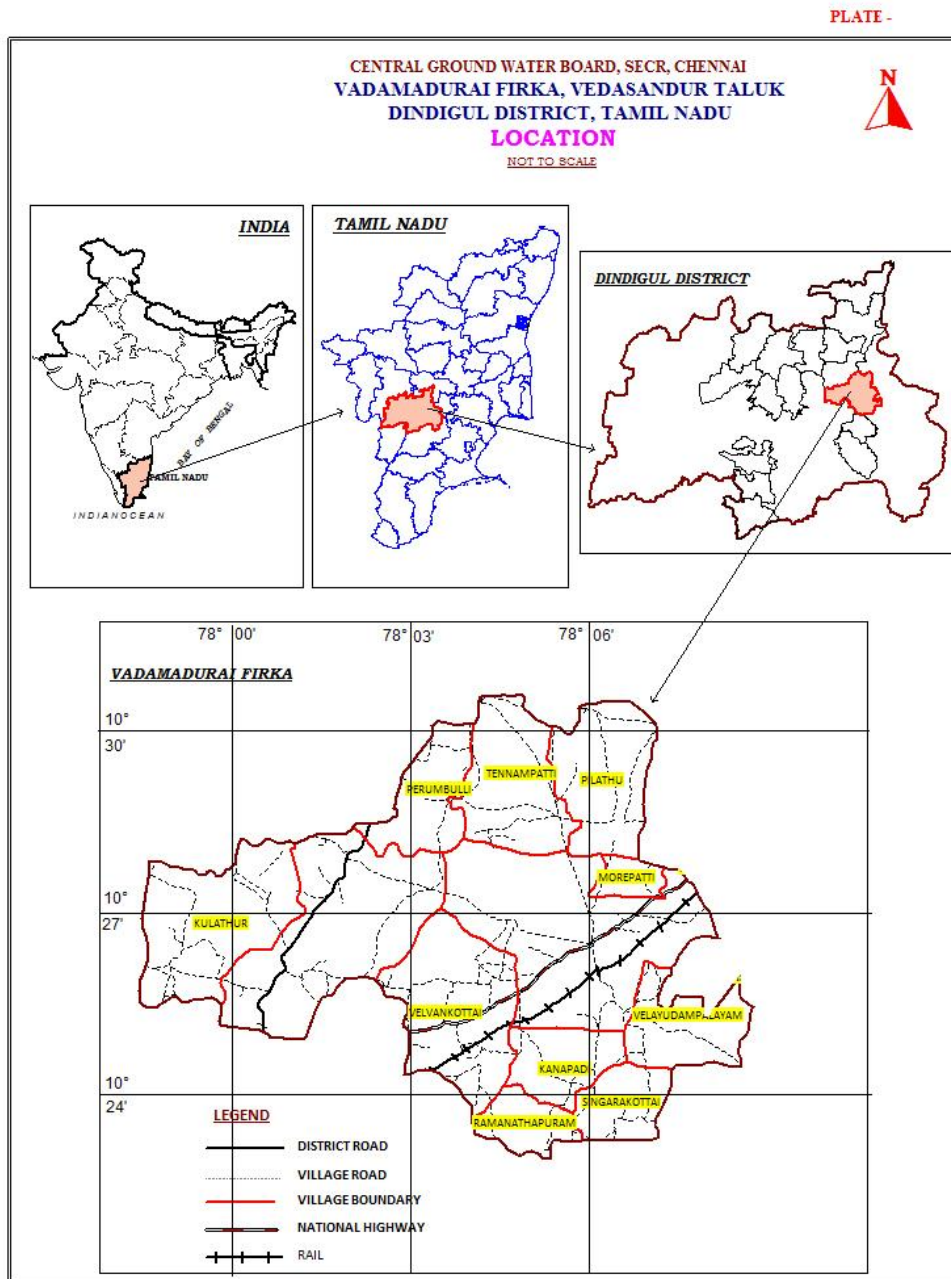 PLATE -
CENTRAL GROUND WATER BOARD, SECR, CHENNAI
VADAMADURAI FIRKA, VEDASANDUR TALUK
DINDIGUL DISTRICT, TAMIL NADU
LOCATION
NOT TO SCALE
N
INDIA
BAY OF BENGAL
TAMIL NADU
INDIANOCEAN
TAMIL NADU
DINDIGUL DISTRICT
78° 00'
78° 03'
78° 06'
VADAMADURAI FIRKA
10°
30'
TENNAMPATTI
PILATHU
PERUMBULLI
MOREPATTI
10°
27'
KULATHUR
VELVANKOTTAI
VELAYUDAMPALAYAM
KANAPADI
10°
24'
SINGARAKOTTAI
RAMANATHAPURAM
LEGEND
DISTRICT ROAD
VILLAGE ROAD
VILLAGE BOUNDARY
NATIONAL HIGHWAY
RAIL